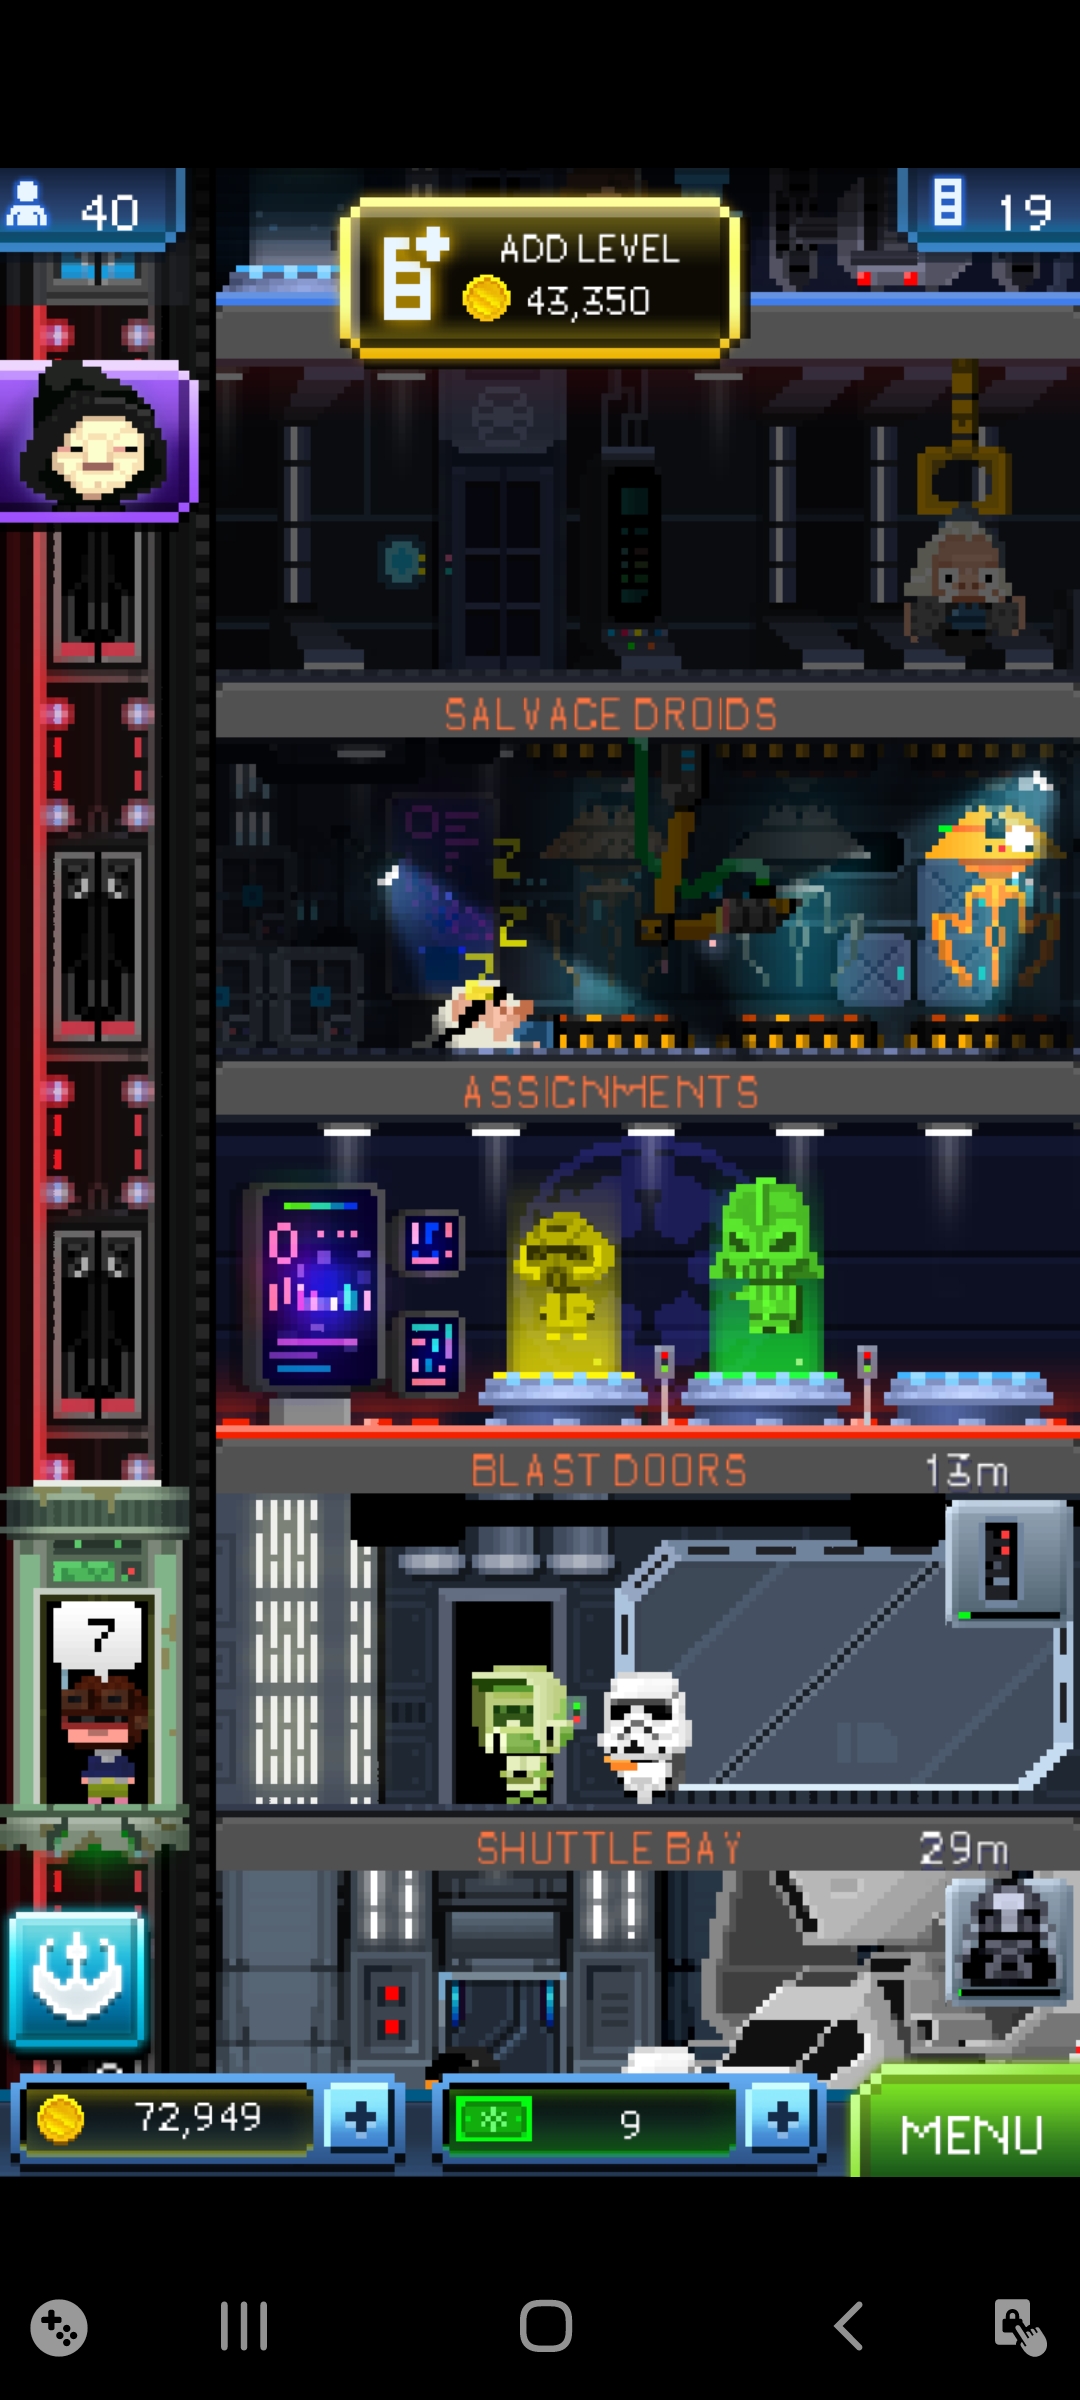 40
19
ADD LEVEL
43,350
SALVAGE DROIDS
Z
Z
Z
ASSIGNMENTS
BLAST DOORS 13m
7
SHUTTLE BAY 29m
72,949
9
MENU